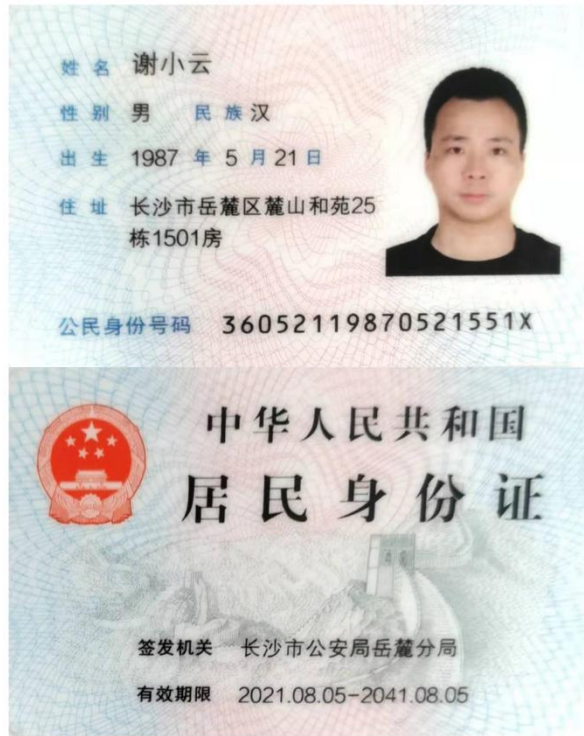 姓名 谢小云
性别 男 民族 汉
出生 1987 年 5 月 21 日
住址 长沙市岳麓区麓山和苑25
栋1501房
公民身份号码 36052119870521551X
中华人民共和国
居民身份证
签发机关 长沙市公安局岳麓分局
有效期限 2021.08.05-2041.08.05